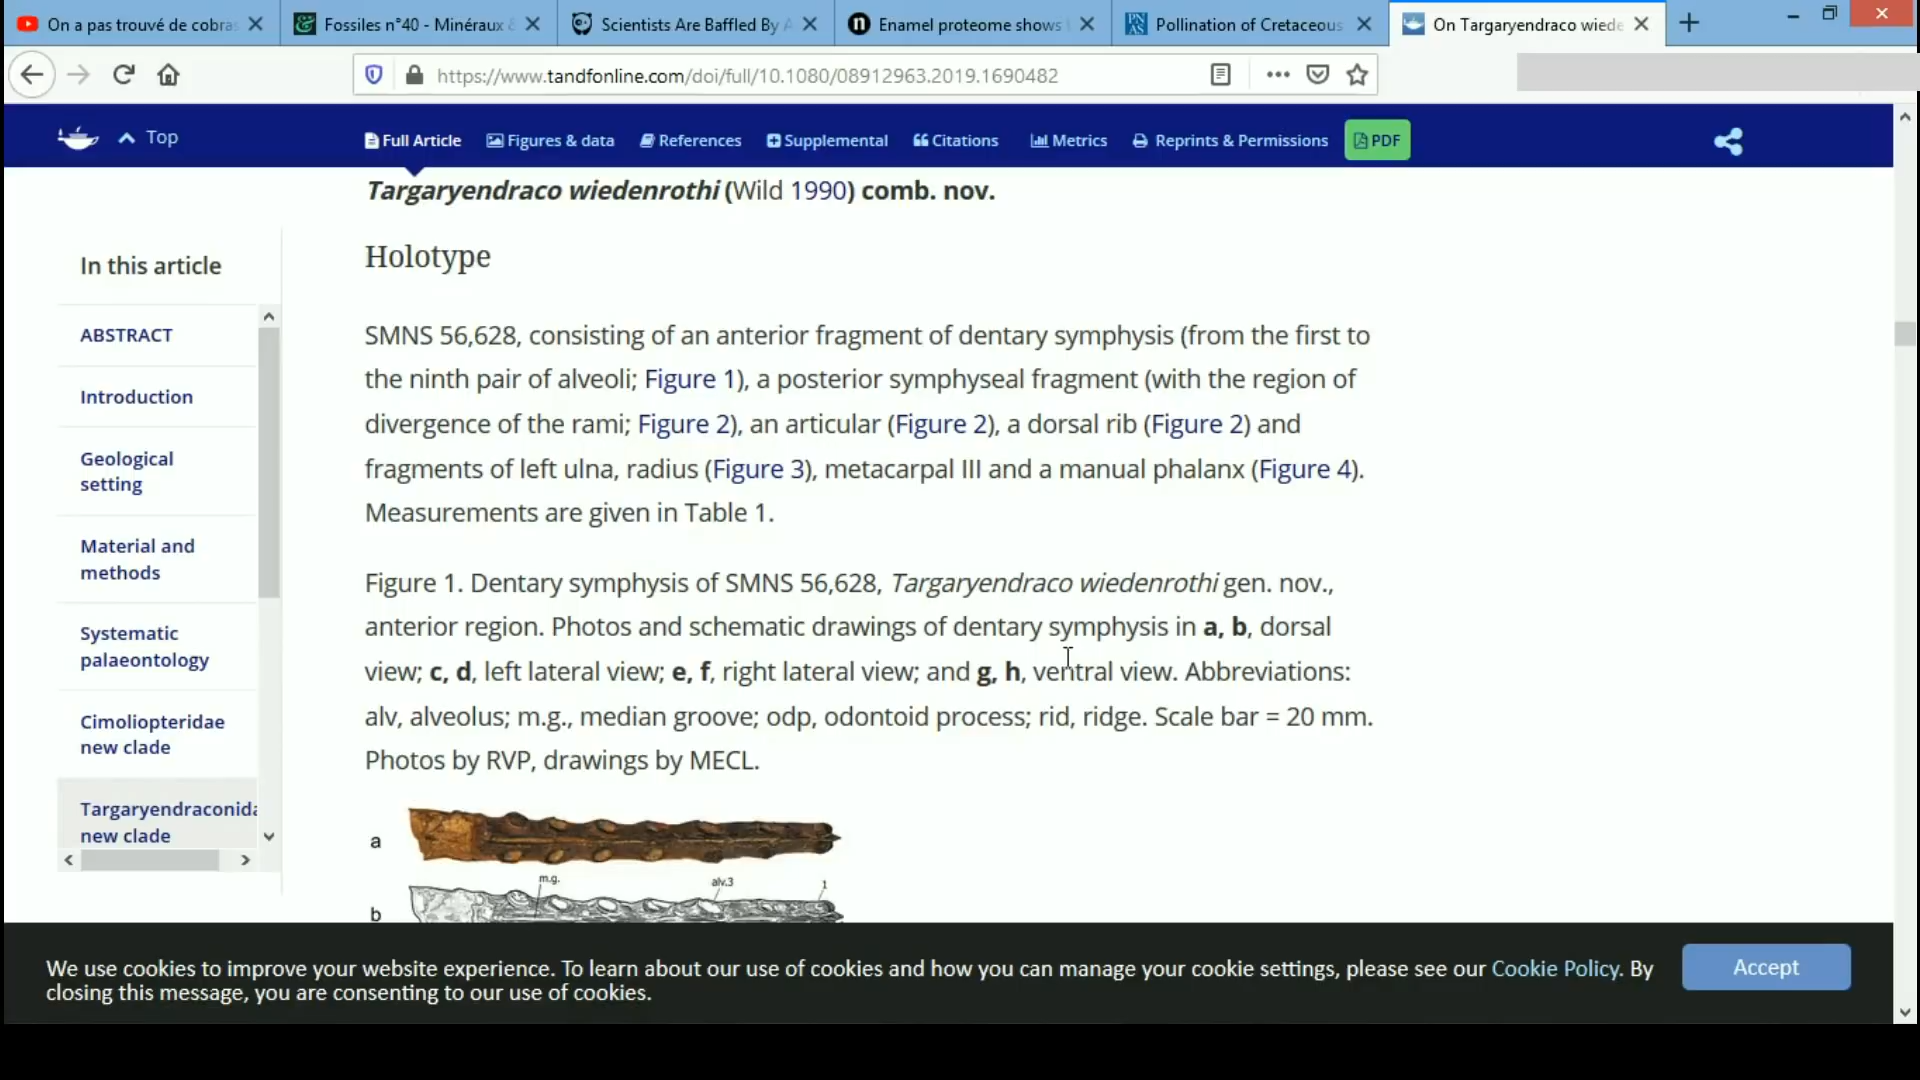 On a pas trouvé de cobras
Fossiles n°40 - Minéraux &
Scientists Are Baffled By A
Enamel proteome shows
Pollination of Cretaceous
On Targaryendraco wiede
https://www.tandfonline.com/doi/full/10.1080/08912963.2019.1690482
Top
Full Article
Figures & data
References
Supplemental
Citations
Metrics
Reprints & Permissions
PDF
Targaryendraco wiedenrothi (Wild 1990) comb. nov.
In this article
ABSTRACT
Introduction
Geological
setting
Material and
methods
Systematic
palaeontology
Cimoliopteridae
new clade
Targaryendraconida
new clade
Holotype
SMNS 56,628, consisting of an anterior fragment of dentary symphysis (from the first to
the ninth pair of alveoli; Figure 1), a posterior symphyseal fragment (with the region of
divergence of the rami; Figure 2), an articular (Figure 2), a dorsal rib (Figure 2) and
fragments of left ulna, radius (Figure 3), metacarpal III and a manual phalanx (Figure 4).
Measurements are given in Table 1.
Figure 1. Dentary symphysis of SMNS 56,628, Targaryendraco wiedenrothi gen. nov.,
anterior region. Photos and schematic drawings of dentary symphysis in a, b, dorsal
view; c, d, left lateral view; e, f, right lateral view; and g, h, ventral view. Abbreviations:
alv, alveolus; m.g., median groove; odp, odontoid process; rid, ridge. Scale bar = 20 mm.
Photos by RVP, drawings by MECL.
a
m.g.
alv.3
1
b
We use cookies to improve your website experience. To learn about our use of cookies and how you can manage your cookie settings, please see our Cookie Policy. By
closing this message, you are consenting to our use of cookies.
Accept